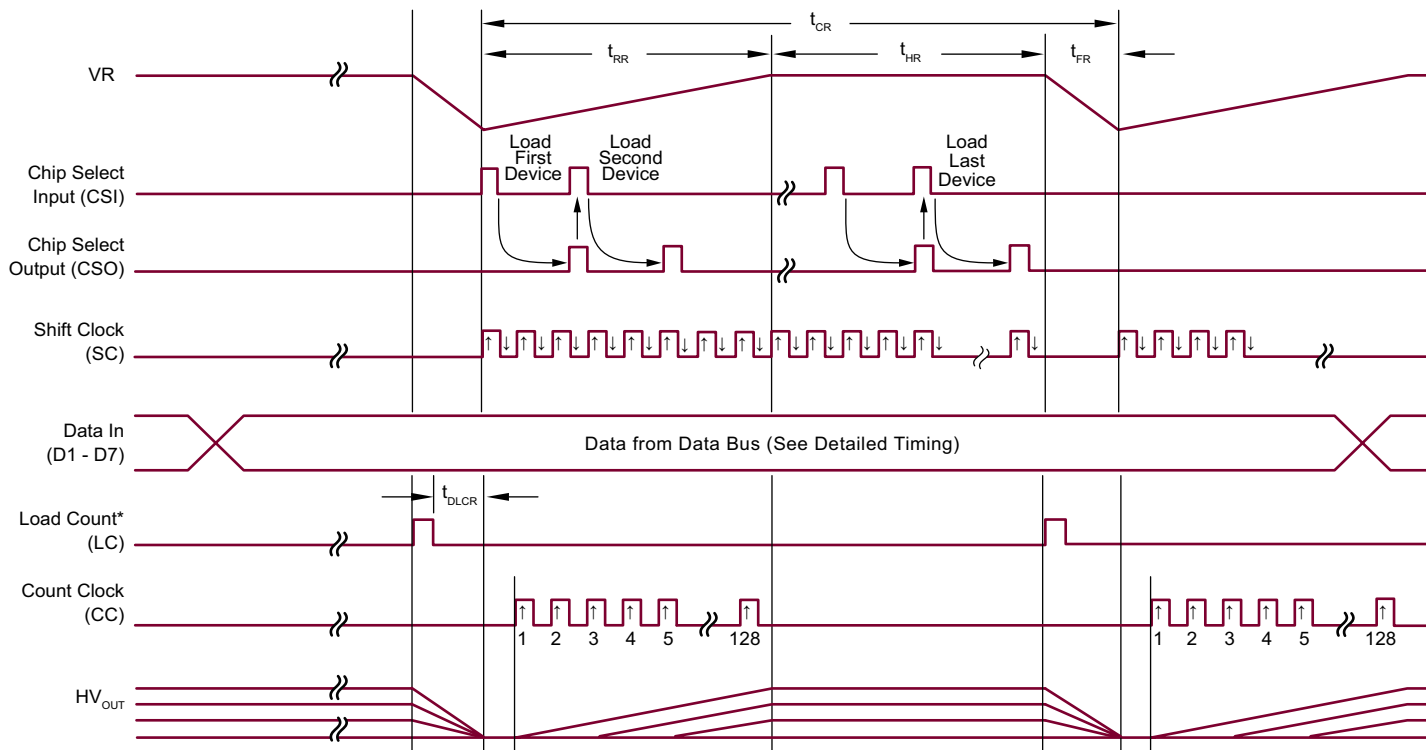 tCR
tRR
tHR
tFR
VR
Load
First
Device
Load
Second
Device
Load
Last
Device
Chip Select
Input (CSI)
Chip Select
Output (CSO)
Shift Clock
(SC)
Data In
(D1 - D7)
Data from Data Bus (See Detailed Timing)
tDLCR
Load Count*
(LC)
Count Clock
(CC)
1 2 3 4 5 128
1 2 3 4 5 128
HVOUT